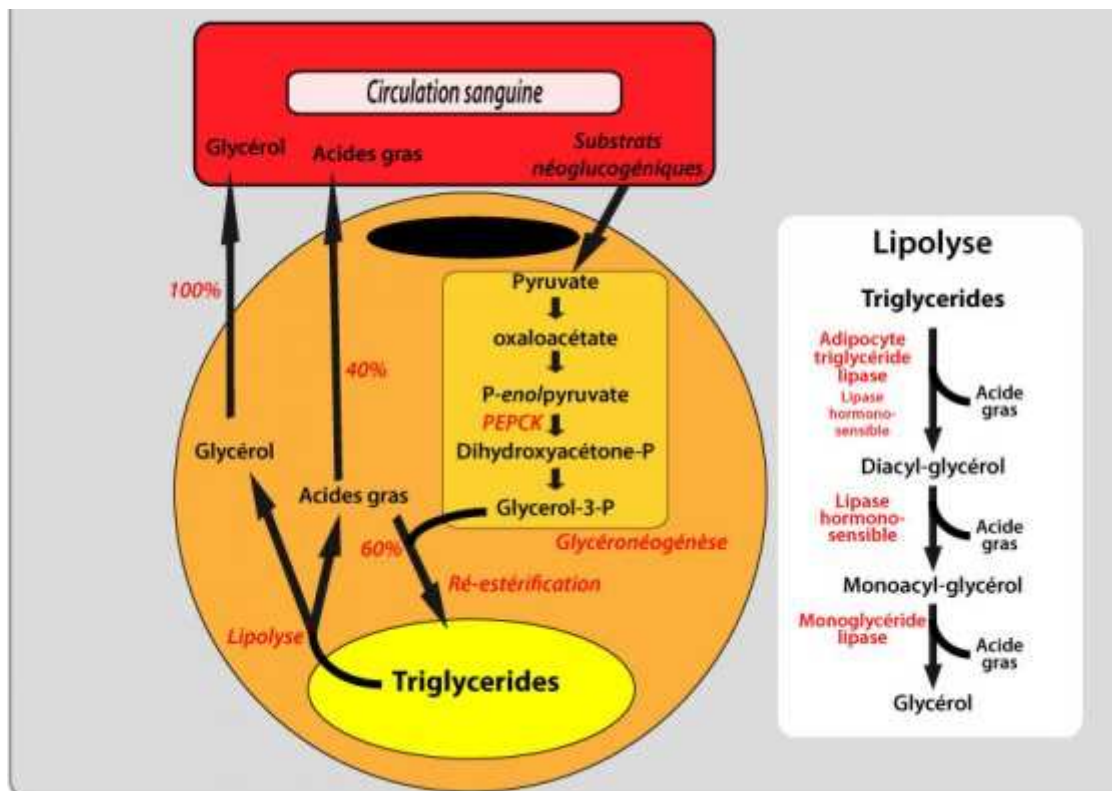 Circulation sanguine
Glycérol
Acides gras
Substrats
néoglucogéniques
100%
40%
Pyruvate
oxaloacétate
P-enolpyruvate
PEPCK
Dihydroxyacétone-P
Glycerol-3-P
Glycéronéogénèse
Glycérol
Acides gras
60%
Ré-estérification
Lipolyse
Triglycerides
Lipolyse
Triglycerides
Adipocyte
triglycéride
lipase
Lipase
hormono-
sensible
Acide
gras
Diacyl-glycérol
Lipase
hormono-
sensible
Acide
gras
Monoacyl-glycérol
Monoglycéride
lipase
Acide
gras
Glycérol